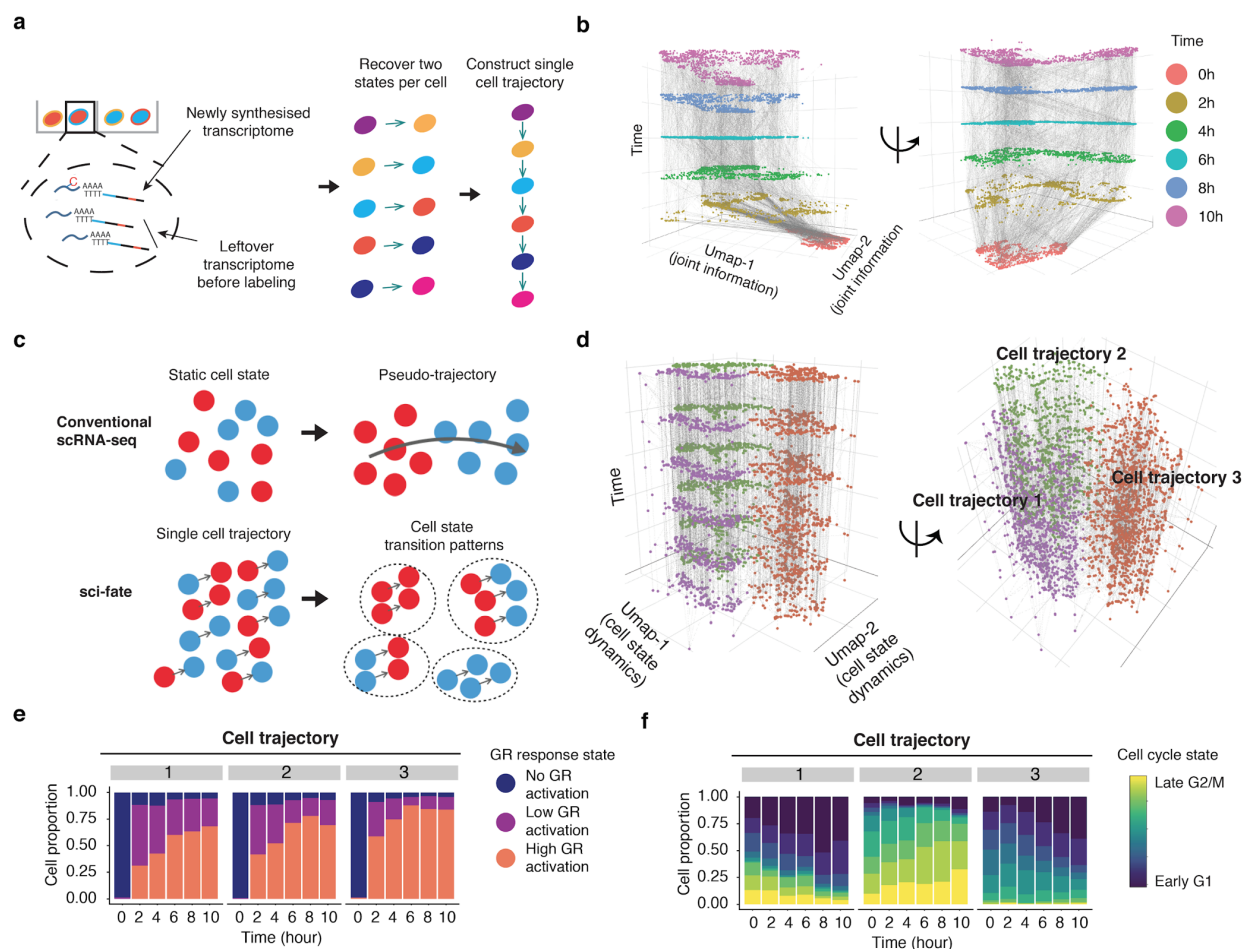 a
Newly synthesised
transcriptome
C
AAAA
TTTT
AAAA
TTTT
AAAA
TTTT
Leftover
transcriptome
before labeling
Recover two
states per cell
Construct single
cell trajectory
b
Time
Umap-1
(joint information)
Umap-2
(joint information)
Time
0h
2h
4h
6h
8h
10h
c
Static cell state
Pseudo-trajectory
Conventional
scRNA-seq
Single cell trajectory
Cell state
transition patterns
sci-fate
d
Time
Umap-1
(cell state
dynamics)
Umap-2
(cell state
dynamics)
Cell trajectory 2
Cell trajectory 3
Cell trajectory 1
e
Cell trajectory
1 2 3
Cell proportion
1.00
0.75
0.50
0.25
0.00
0 2 4 6 8 10 0 2 4 6 8 10 0 2 4 6 8 10
Time (hour)
GR response state
No GR
activation
Low GR
activation
High GR
activation
f
Cell trajectory
1 2 3
Cell proportion
1.00
0.75
0.50
0.25
0.00
0 2 4 6 8 10 0 2 4 6 8 10 0 2 4 6 8 10
Time (hour)
Cell cycle state
Late G2/M
Early G1